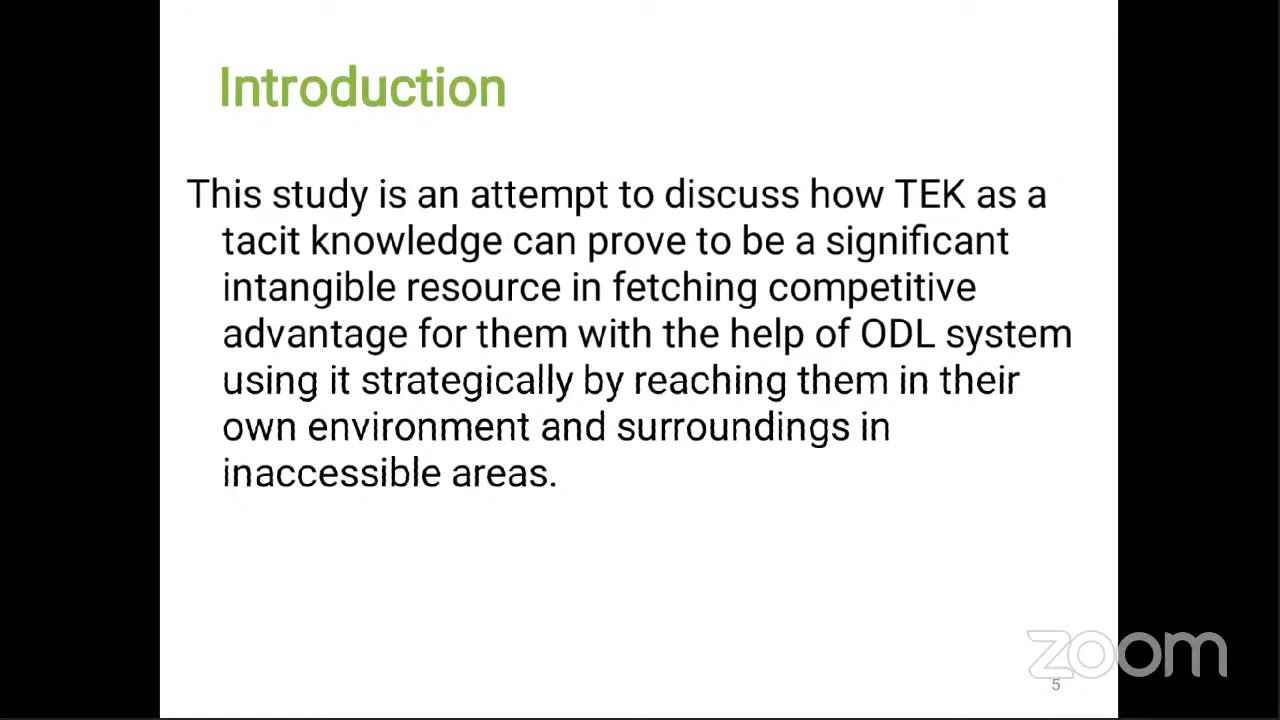 Introduction
This study is an attempt to discuss how TEK as a
tacit knowledge can prove to be a significant
intangible resource in fetching competitive
advantage for them with the help of ODL system
using it strategically by reaching them in their
own environment and surroundings in
inaccessible areas.
zoom
5